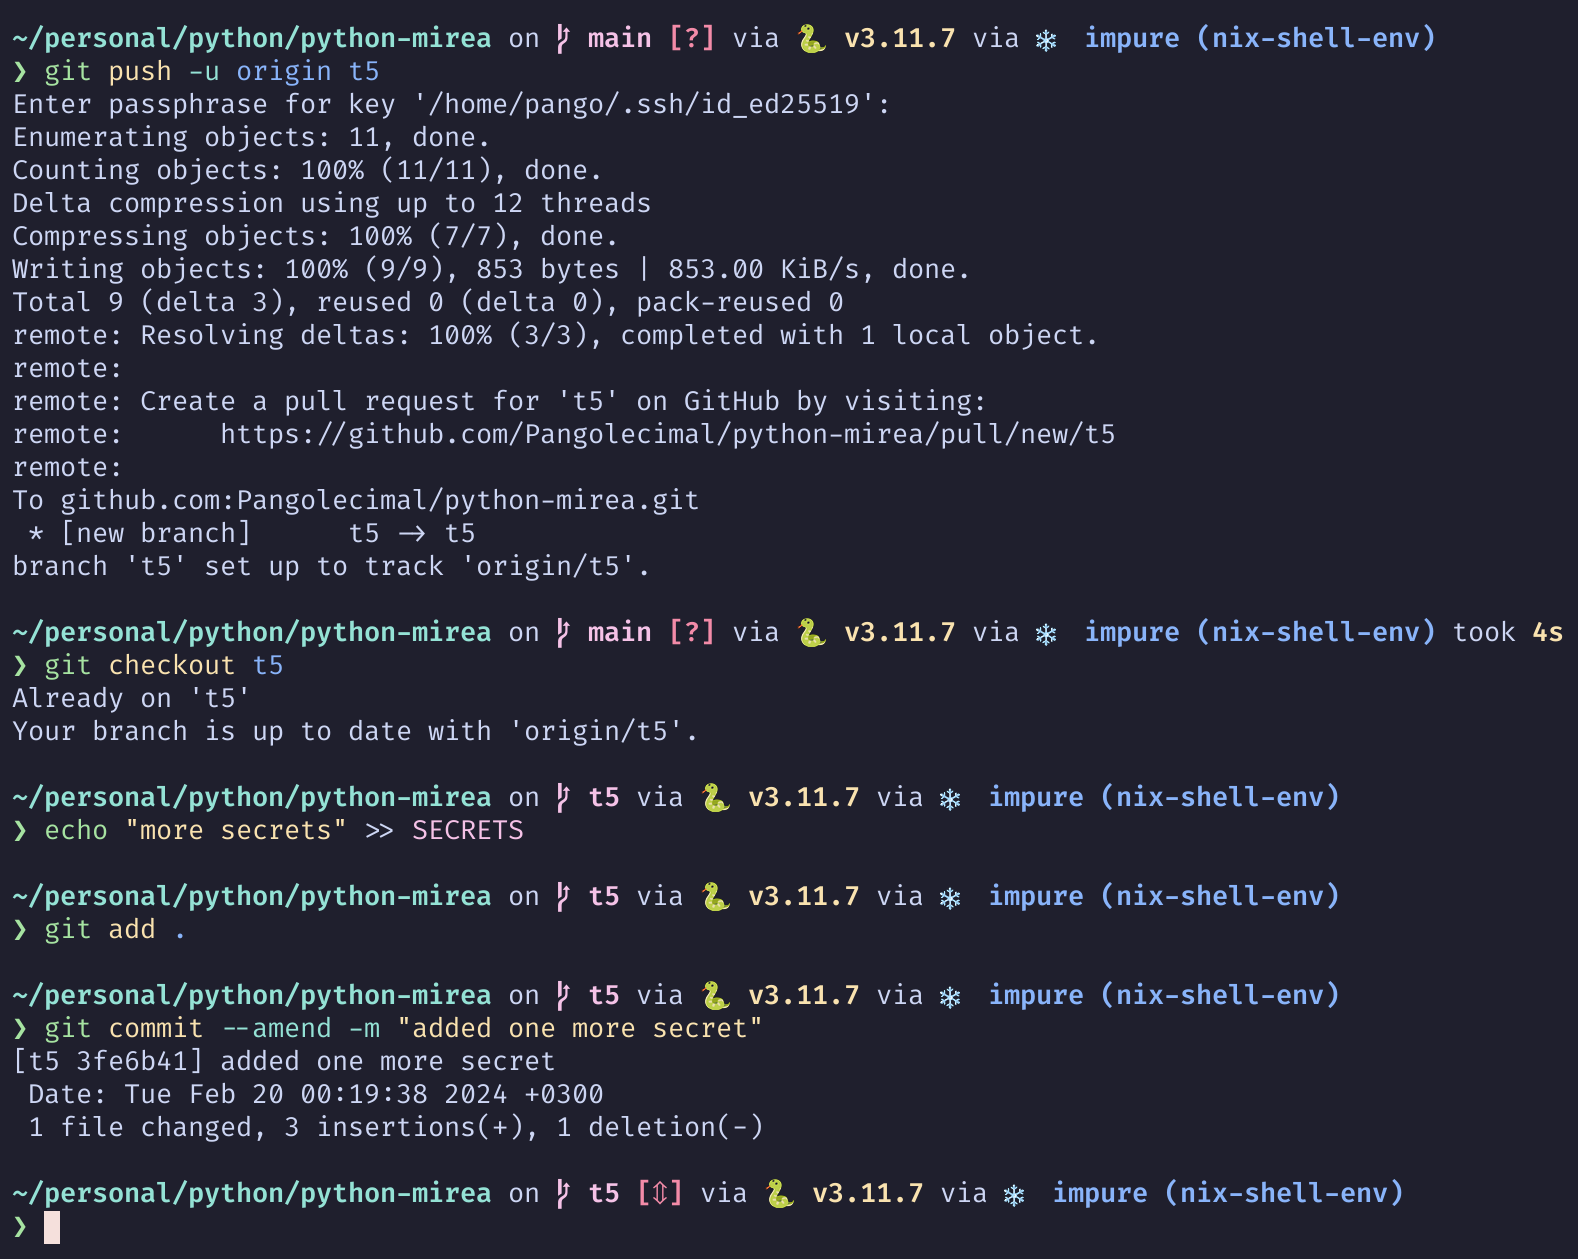 ~/personal/python/python-mirea on main [?] via 🐍 v3.11.7 via ❄ impure (nix-shell-env)
❯ git push -u origin t5
Enter passphrase for key '/home/pango/.ssh/id_ed25519':
Enumerating objects: 11, done.
Counting objects: 100% (11/11), done.
Delta compression using up to 12 threads
Compressing objects: 100% (7/7), done.
Writing objects: 100% (9/9), 853 bytes | 853.00 KiB/s, done.
Total 9 (delta 3), reused 0 (delta 0), pack-reused 0
remote: Resolving deltas: 100% (3/3), completed with 1 local object.
remote:
remote: Create a pull request for 't5' on GitHub by visiting:
remote:      https://github.com/Pangolecimal/python-mirea/pull/new/t5
remote:
To github.com:Pangolecimal/python-mirea.git
 * [new branch]      t5 -> t5
branch 't5' set up to track 'origin/t5'.
~/personal/python/python-mirea on main [?] via 🐍 v3.11.7 via ❄ impure (nix-shell-env) took 4s
❯ git checkout t5
Already on 't5'
Your branch is up to date with 'origin/t5'.
~/personal/python/python-mirea on t5 via 🐍 v3.11.7 via ❄ impure (nix-shell-env)
❯ echo "more secrets" >> SECRETS
~/personal/python/python-mirea on t5 via 🐍 v3.11.7 via ❄ impure (nix-shell-env)
❯ git add .
~/personal/python/python-mirea on t5 via 🐍 v3.11.7 via ❄ impure (nix-shell-env)
❯ git commit --amend -m "added one more secret"
[t5 3fe6b41] added one more secret
 Date: Tue Feb 20 00:19:38 2024 +0300
 1 file changed, 3 insertions(+), 1 deletion(-)
~/personal/python/python-mirea on t5 [⇕] via 🐍 v3.11.7 via ❄ impure (nix-shell-env)
❯